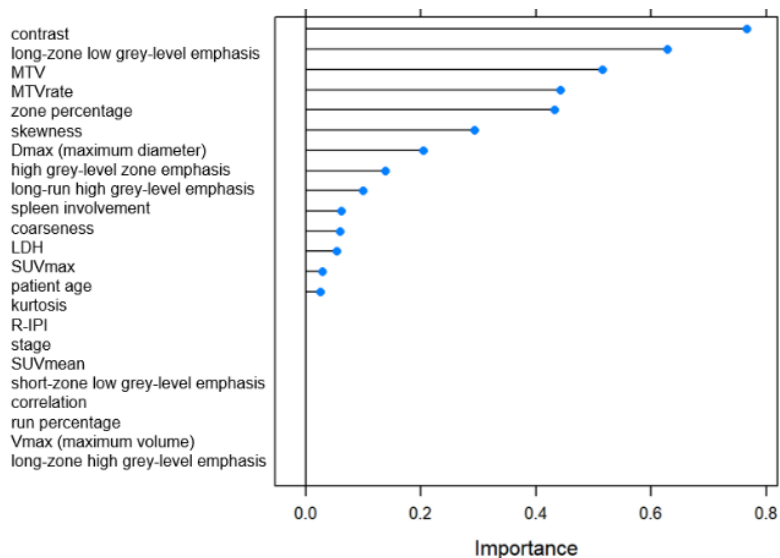 contrast
long-zone low grey-level emphasis
MTV
MTVrate
zone percentage
skewness
Dmax (maximum diameter)
high grey-level zone emphasis
long-run high grey-level emphasis
spleen involvement
coarseness
LDH
SUVmax
patient age
kurtosis
R-IPI
stage
SUVmean
short-zone low grey-level emphasis
correlation
run percentage
Vmax (maximum volume)
long-zone high grey-level emphasis
0.0 0.2 0.4 0.6 0.8
Importance